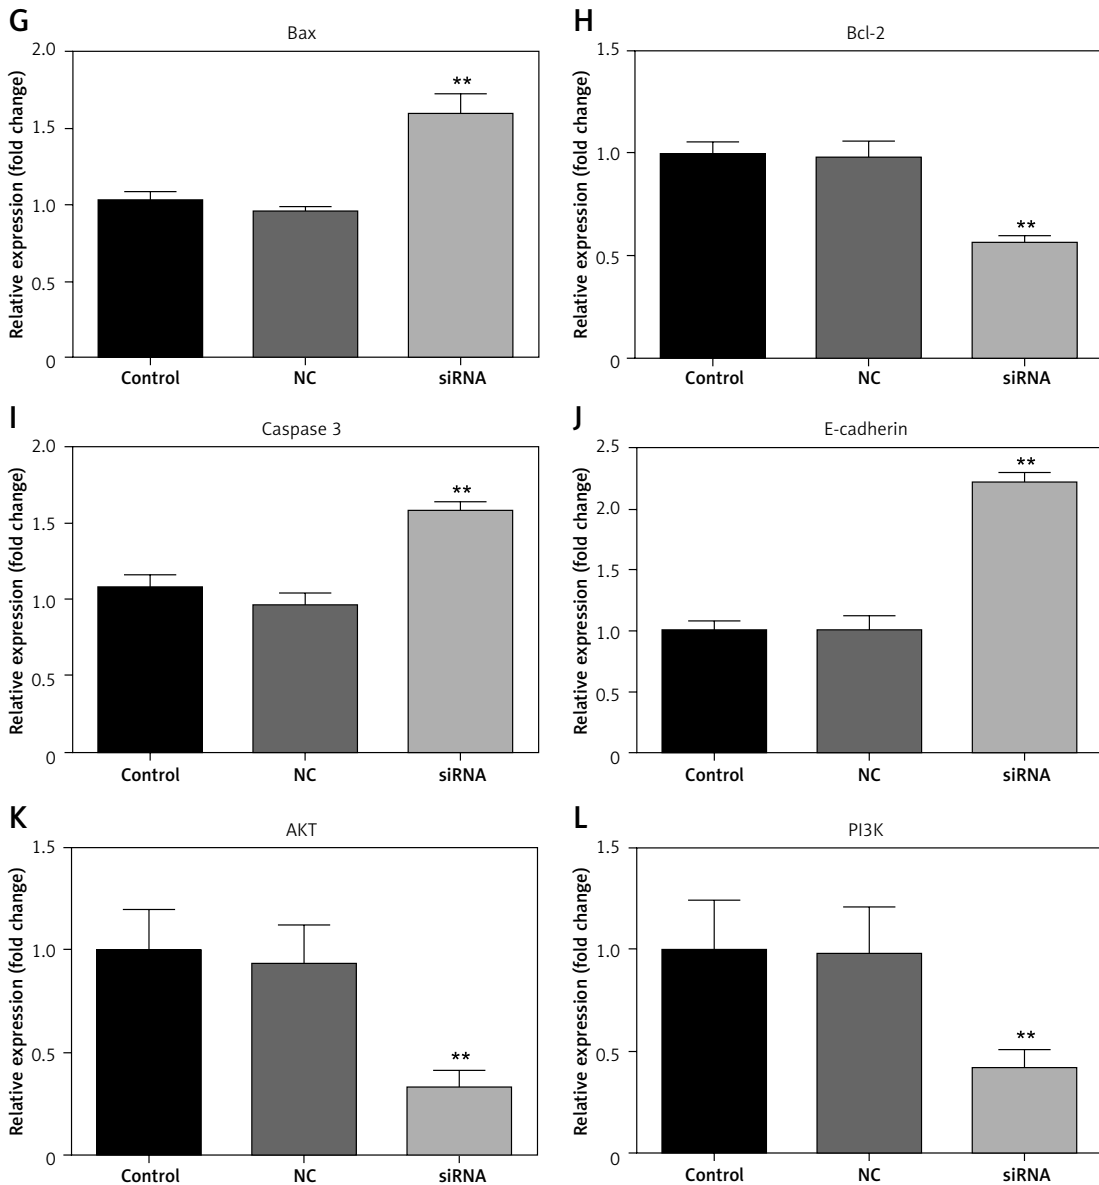 G
Bax
Relative expression (fold change)
2.0
1.5
1.0
0.5
0
**
Control NC siRNA
H
Bcl-2
Relative expression (fold change)
1.5
1.0
0.5
0
**
Control NC siRNA
I
Caspase 3
Relative expression (fold change)
2.0
1.5
1.0
0.5
0
**
Control NC siRNA
J
E-cadherin
Relative expression (fold change)
2.5
2.0
1.5
1.0
0.5
0
**
Control NC siRNA
K
AKT
Relative expression (fold change)
1.5
1.0
0.5
0
**
Control NC siRNA
L
PI3K
Relative expression (fold change)
1.5
1.0
0.5
0
**
Control NC siRNA